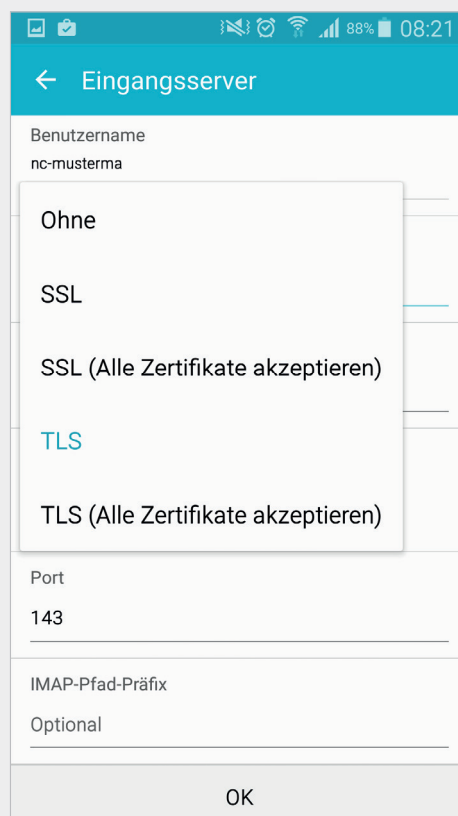 88% 08:21
Eingangsserver
Benutzername
nc-musterma
Ohne
SSL
SSL (Alle Zertifikate akzeptieren)
TLS
TLS (Alle Zertifikate akzeptieren)
Port
143
IMAP-Pfad-Präfix
Optional
OK